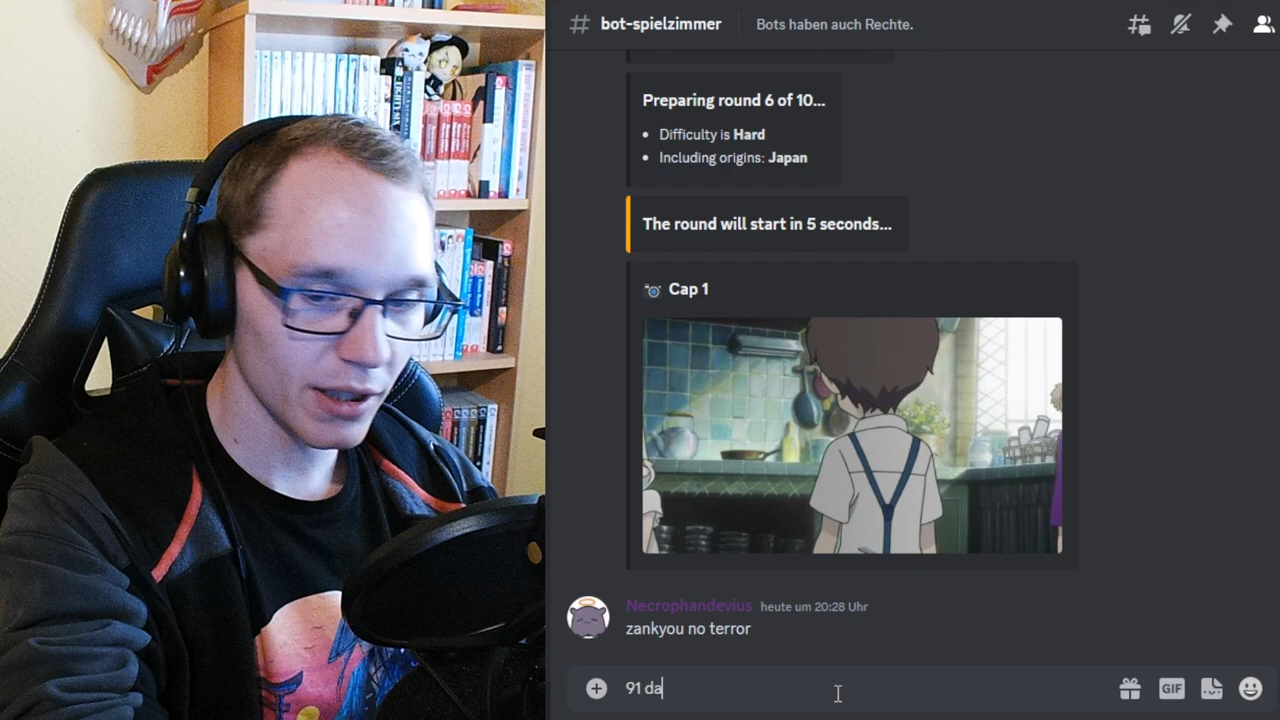 bot-spielzimmer
Bots haben auch Rechte.
Preparing round 6 of 10...
Difficulty is Hard
Including origins: Japan
The round will start in 5 seconds...
Cap 1
Necrophandevius heute um 20:28 Uhr
zankyou no terror
91 da
GIF